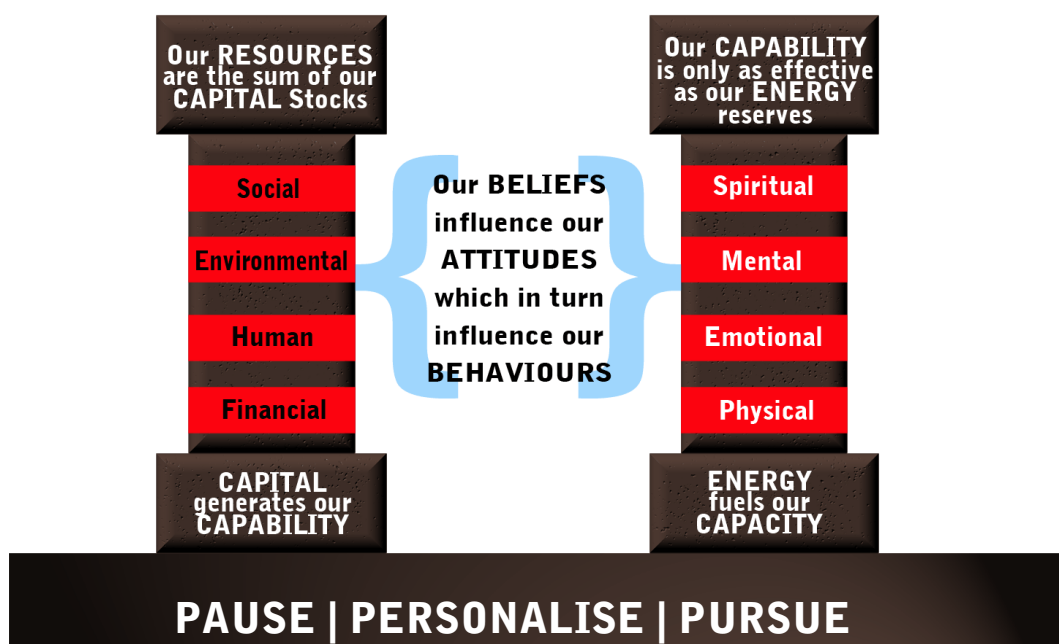 Our RESOURCES
are the sum of our
CAPITAL Stocks
Social
Environmental
Human
Financial
CAPITAL
generates our
CAPABILITY
Our BELIEFS
influence our
ATTITUDES
which in turn
influence our
BEHAVIOURS
Our CAPABILITY
is only as effective
as our ENERGY
reserves
Spiritual
Mental
Emotional
Physical
ENERGY
fuels our
CAPACITY
PAUSE | PERSONALISE | PURSUE